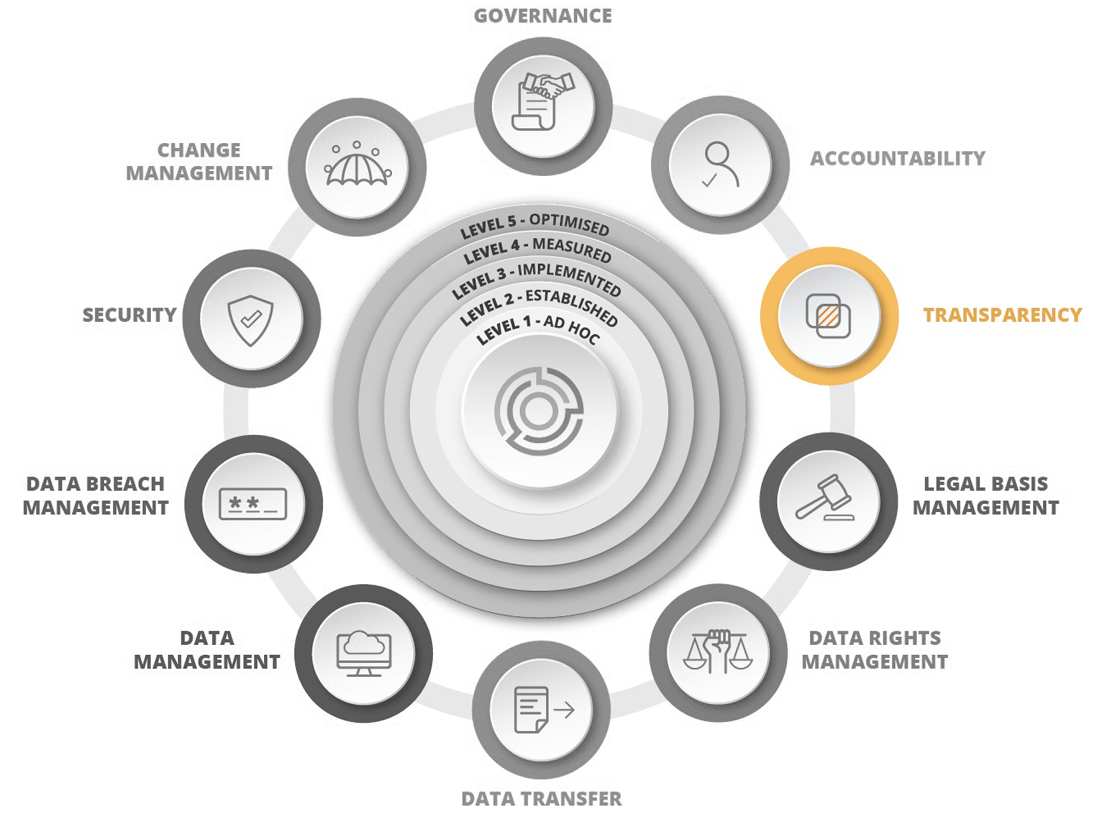 GOVERNANCE
CHANGE
MANAGEMENT
ACCOUNTABILITY
LEVEL 5 - OPTIMISED
LEVEL 4 - MEASURED
LEVEL 3 - IMPLEMENTED
LEVEL 2 - ESTABLISHED
LEVEL 1 - AD HOC
SECURITY
TRANSPARENCY
DATA BREACH
MANAGEMENT
**_
LEGAL BASIS
MANAGEMENT
DATA
MANAGEMENT
DATA RIGHTS
MANAGEMENT
DATA TRANSFER